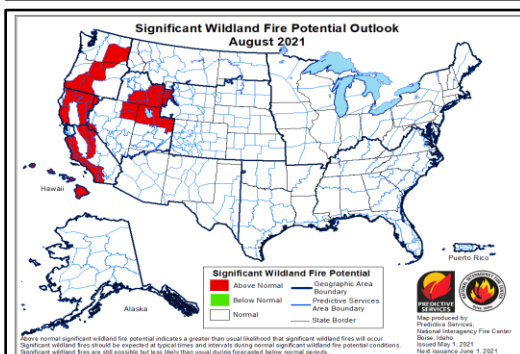 Significant Wildland Fire Potential Outlook
August 2021
Hawaii
Alaska
Puerto Rico
Significant Wildland Fire Potential
Above Normal
Below Normal
Normal
Geographic Area
Boundary
Predictive Services
Area Boundary
State Border
PREDICTIVE
SERVICES
Map produced by
Predictive Services,
National Interagency Fire Center
Boise, Idaho
Issued May 1, 2021
Next issuance June 1, 2021
Above normal significant wildland fire potential indicates a greater than usual likelihood that significant wildland fires will occur.
Significant wildland fires should be expected at typical times and intervals during normal significant wildland fire potential conditions.
Significant wildland fires are still possible but less likely than usual during forecasted below normal periods.